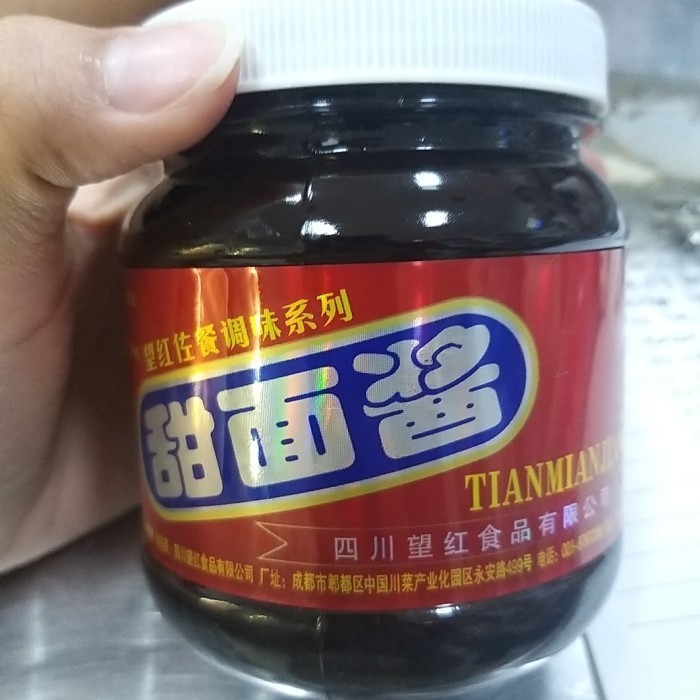 望红佐餐调味系列
甜面酱
TIANMIANJI
四川望红食品有限公司
四川望红食品有限公司 厂址：成都市郫都区中国川菜产业化园区永安路499号 电话：